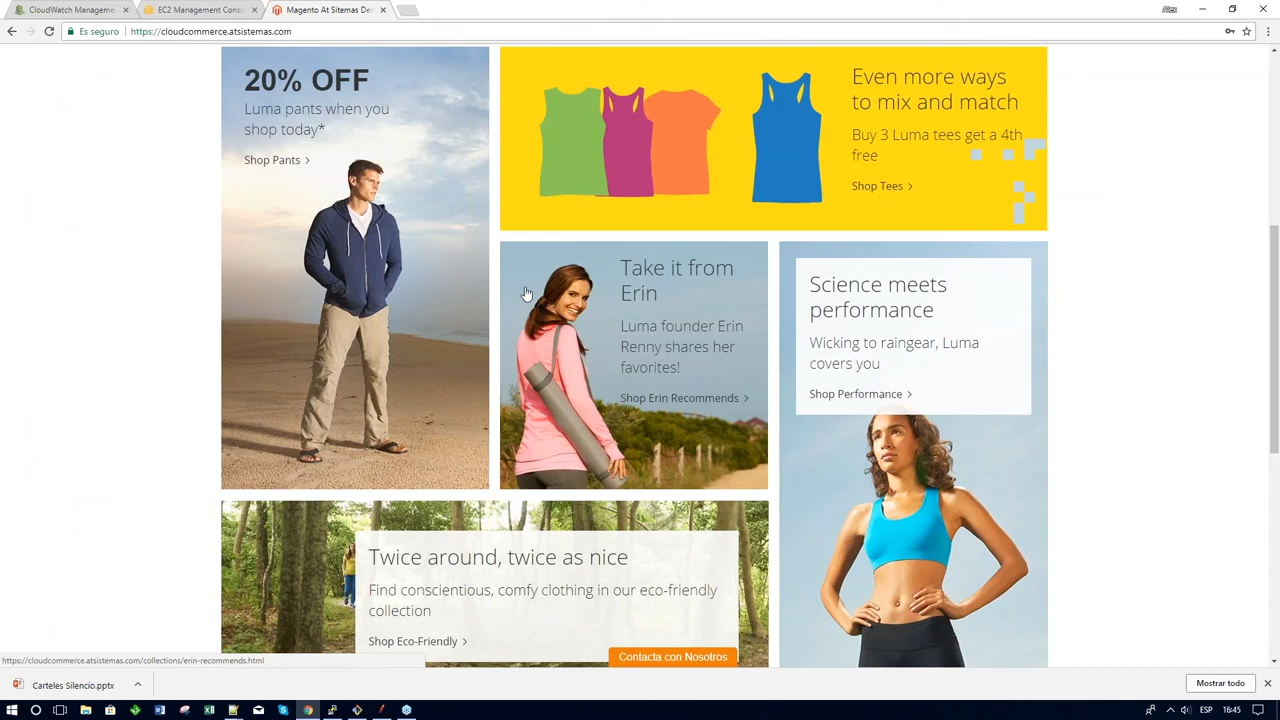 CloudWatch Manageme
EC2 Management Conso
Magento At Sitemas De
Alex
Es seguro
https://cloudcommerce.atsistemas.com
20% OFF
Luma pants when you
shop today*
Shop Pants
Even more ways
to mix and match
Buy 3 Luma tees get a 4th
free
Shop Tees
Take it from
Erin
Luma founder Erin
Renny shares her
favorites!
Shop Erin Recommends
Science meets
performance
Wicking to raingear, Luma
covers you
Shop Performance
Twice around, twice as nice
Find conscientious, comfy clothing in our eco-friendly
collection
Shop Eco-Friendly
Contacta con Nosotros
https://cloudcommerce.atsistemas.com/collections/erin-recommends.html
Carteles Silencio.pptx
Mostrar todo
ESP
16:45